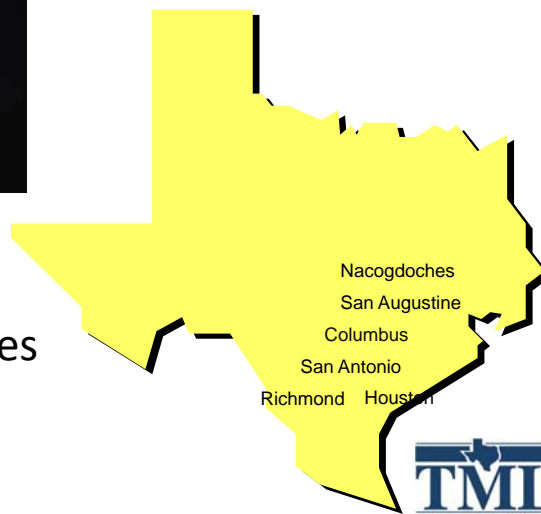 Nacogdoches
San Augustine
es
Columbus
San Antonio
Richmond Houston
TMI